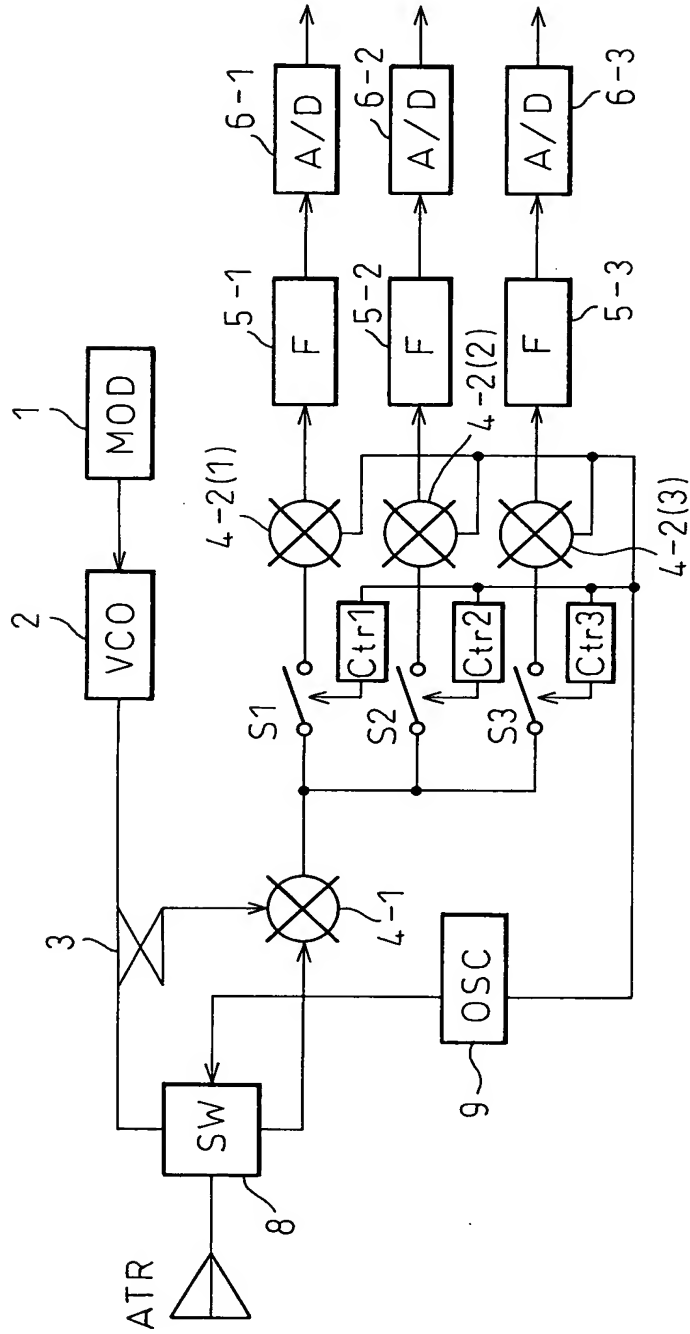 1
MOD
2
VCO
3
ATR
SW
8
4-1
OSC
9
S1
S2
S3
Ctr1
Ctr2
Ctr3
4-2(1)
4-2(2)
4-2(3)
5-1
F
5-2
F
5-3
F
6-1
A/D
6-2
A/D
6-3
A/D